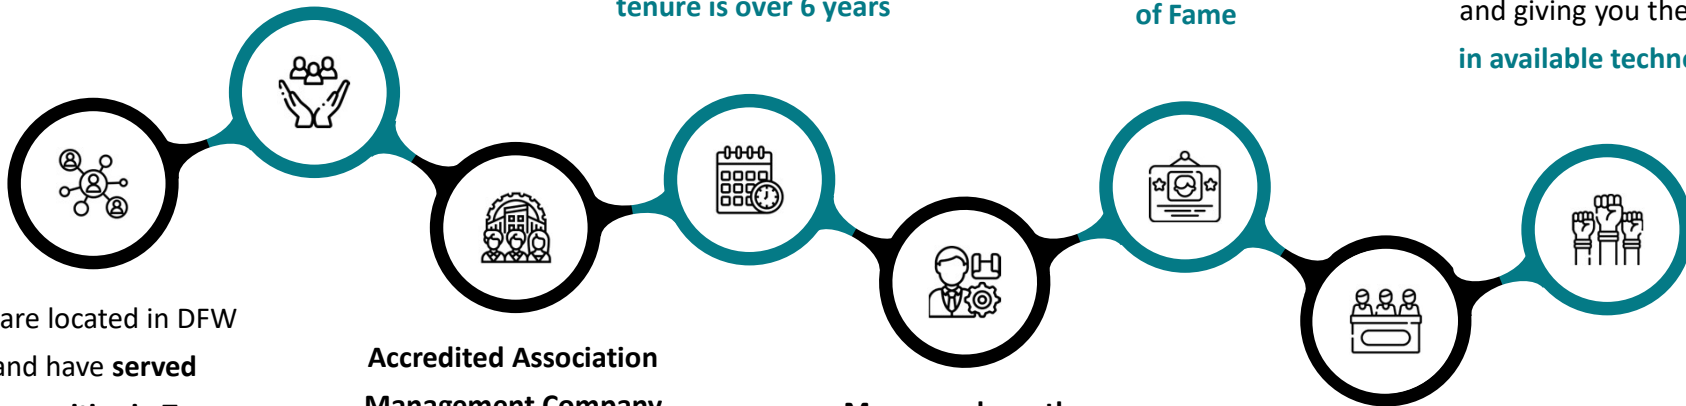 tenure is over 6 years
of Fame
and giving you the
in available
are located in DFW
and have served
Accredited Association
Management Company